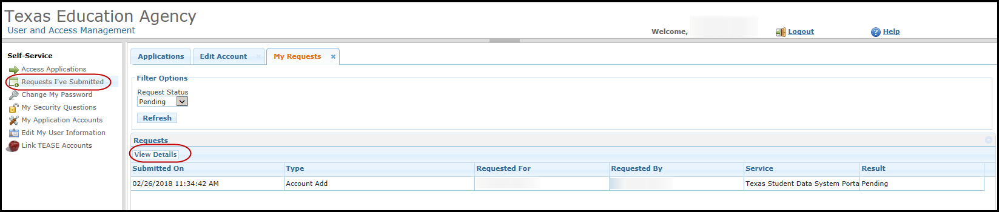 Texas Education Agency
User and Access Management
Welcome,
Logout
Help
Self-Service
Access Applications
Requests I've Submitted
Change My Password
My Security Questions
My Application Accounts
Edit My User Information
Link TEASE Accounts
Applications
Edit Account
My Requests
Filter Options
Request Status
Pending
Refresh
Requests
View Details
Submitted On Type Requested For Requested By Service Result
02/26/2018 11:34:42 AM Account Add Texas Student Data System Porta Pending